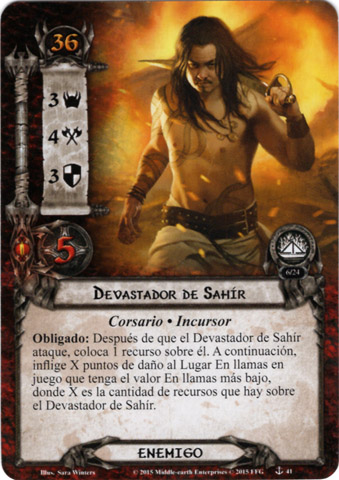 36
3
4
3
5
6/24
Devastador de Sahír
Corsario • Incursor
Obligado: Después de que el Devastador de Sahír
ataque, coloca 1 recurso sobre él. A continuación,
inflige X puntos de daño al Lugar En llamas en
juego que tenga el valor En llamas más bajo,
donde X es la cantidad de recursos que hay sobre
el Devastador de Sahír.
ENEMIGO
Illus. Sara Winters
© 2015 Middle-earth Enterprises © 2015 FFG
41